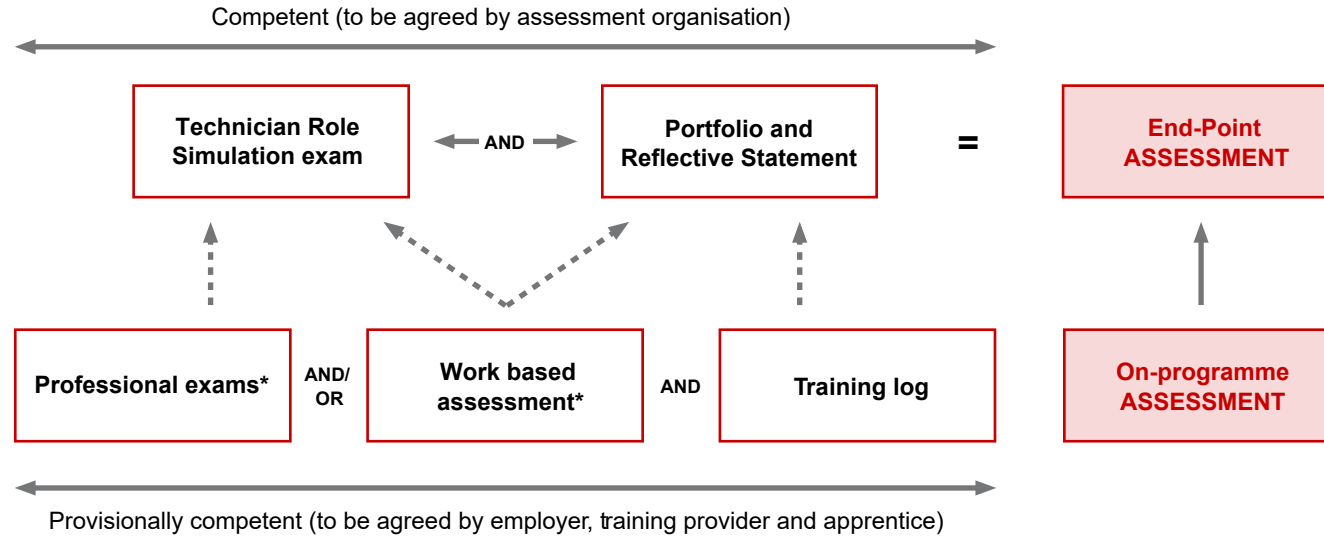 Competent (to be agreed by assessment organisation)
Technician Role
Simulation exam
AND
Portfolio and
Reflective Statement
=
End-Point
ASSESSMENT
Professional exams*
AND/
OR
Work based
assessment*
AND
Training log
On-programme
ASSESSMENT
Provisionally competent (to be agreed by employer, training provider and apprentice)